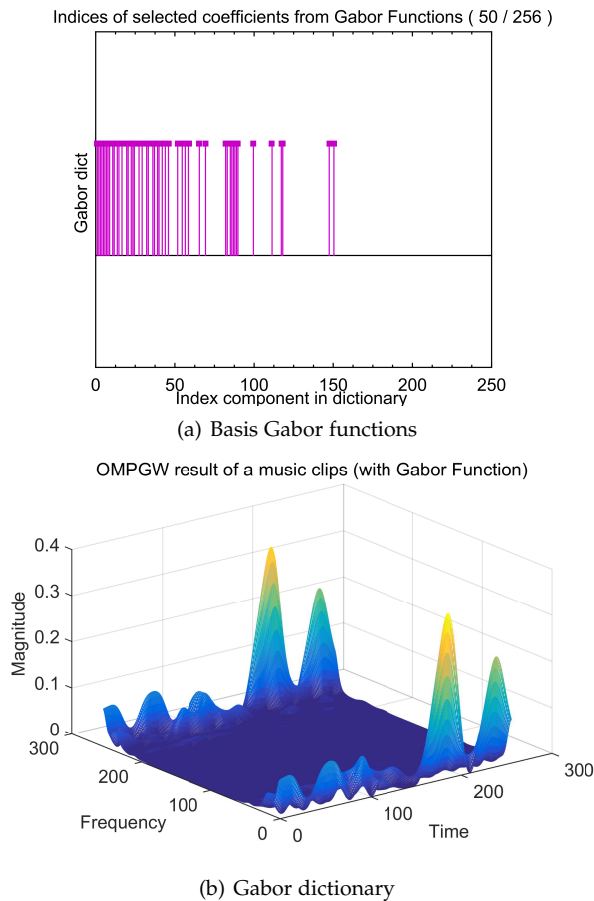 Indices of selected coefficients from Gabor Functions ( 50 / 256 )
Gabor dict
0 50 100 150 200 250
Index component in dictionary
(a) Basis Gabor functions
OMPGW result of a music clips (with Gabor Function)
0.4
0.3
0.2
0.1
0
Magnitude
300
200
100
0
Frequency
0
100
200
300
Time
(b) Gabor dictionary